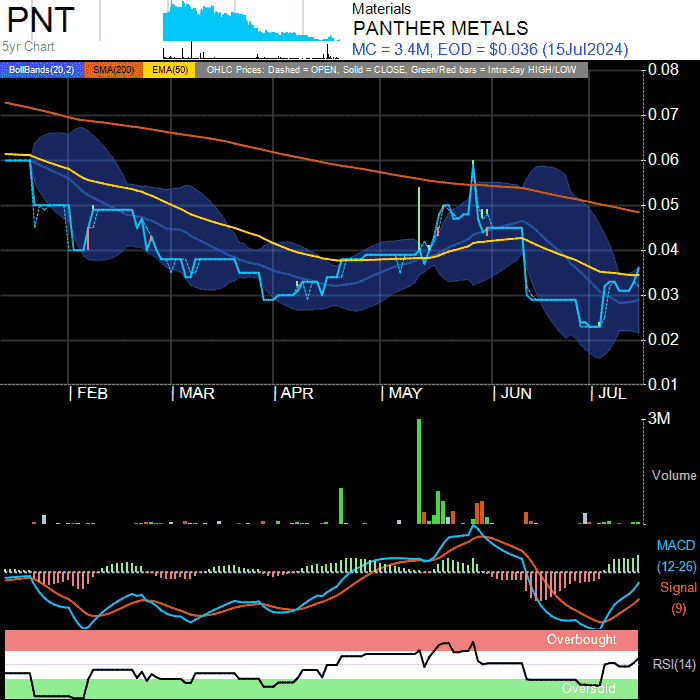 PNT
5yr Chart
Materials
PANTHER METALS
MC = 3.4M, EOD = $0.036 (15Jul2024)
BollBands(20,2) SMA(200) EMA(50) OHLC Prices: Dashed = OPEN, Solid = CLOSE, Green/Red bars = Intra-day HIGH/LOW
0.08
0.07
0.06
0.05
0.04
0.03
0.02
0.01
| FEB | MAR | APR | MAY | JUN | JUL
3M
Volume
MACD
(12-26)
Signal
(9)
Overbought
RSI(14)
Oversold